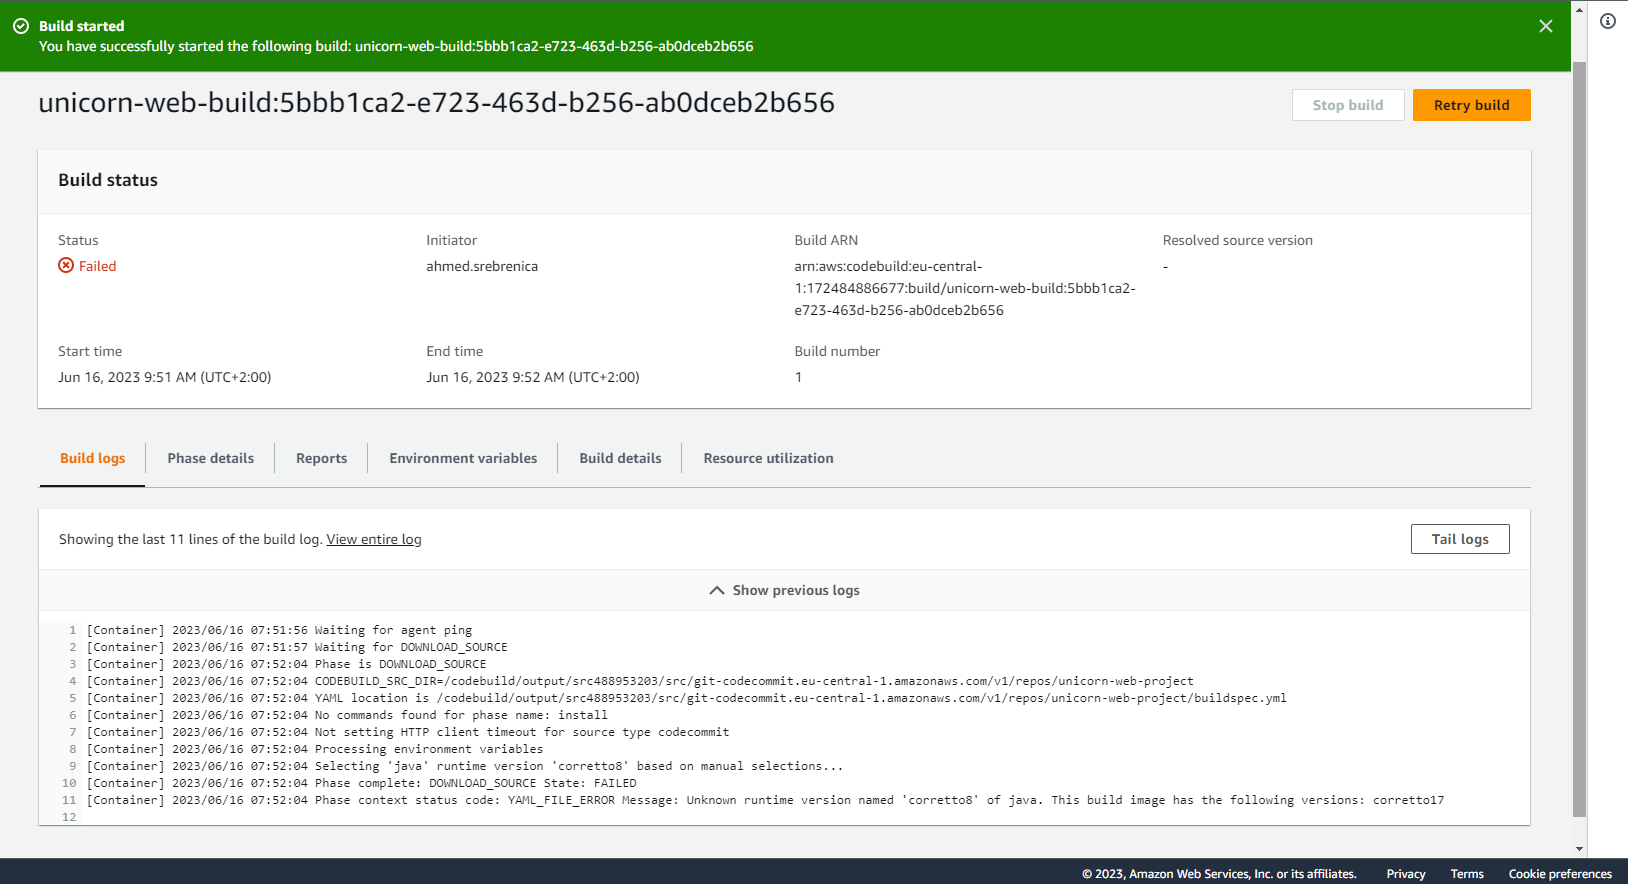 Build started
You have successfully started the following build: unicorn-web-build:5bbb1ca2-e723-463d-b256-ab0dceb2b656
unicorn-web-build:5bbb1ca2-e723-463d-b256-ab0dceb2b656
Stop build
Retry build
Build status
Status
Failed
Initiator
ahmed.srebrenica
Build ARN
arn:aws:codebuild:eu-central-
1:172484886677:build/unicorn-web-build:5bbb1ca2-
e723-463d-b256-ab0dceb2b656
Resolved source version
-
Start time
Jun 16, 2023 9:51 AM (UTC+2:00)
End time
Jun 16, 2023 9:52 AM (UTC+2:00)
Build number
1
Build logs
Phase details
Reports
Environment variables
Build details
Resource utilization
Showing the last 11 lines of the build log. View entire log
Tail logs
Show previous logs
1 [Container] 2023/06/16 07:51:56 Waiting for agent ping
2 [Container] 2023/06/16 07:51:57 Waiting for DOWNLOAD_SOURCE
3 [Container] 2023/06/16 07:52:04 Phase is DOWNLOAD_SOURCE
4 [Container] 2023/06/16 07:52:04 CODEBUILD_SRC_DIR=/codebuild/output/src488953203/src/git-codecommit.eu-central-1.amazonaws.com/v1/repos/unicorn-web-project
5 [Container] 2023/06/16 07:52:04 YAML location is /codebuild/output/src488953203/src/git-codecommit.eu-central-1.amazonaws.com/v1/repos/unicorn-web-project/buildspec.yml
6 [Container] 2023/06/16 07:52:04 No commands found for phase name: install
7 [Container] 2023/06/16 07:52:04 Not setting HTTP client timeout for source type codecommit
8 [Container] 2023/06/16 07:52:04 Processing environment variables
9 [Container] 2023/06/16 07:52:04 Selecting 'java' runtime version 'corretto8' based on manual selections...
10 [Container] 2023/06/16 07:52:04 Phase complete: DOWNLOAD_SOURCE State: FAILED
11 [Container] 2023/06/16 07:52:04 Phase context status code: YAML_FILE_ERROR Message: Unknown runtime version named 'corretto8' of java. This build image has the following versions: corretto17
12
© 2023, Amazon Web Services, Inc. or its affiliates.
Privacy
Terms
Cookie preferences